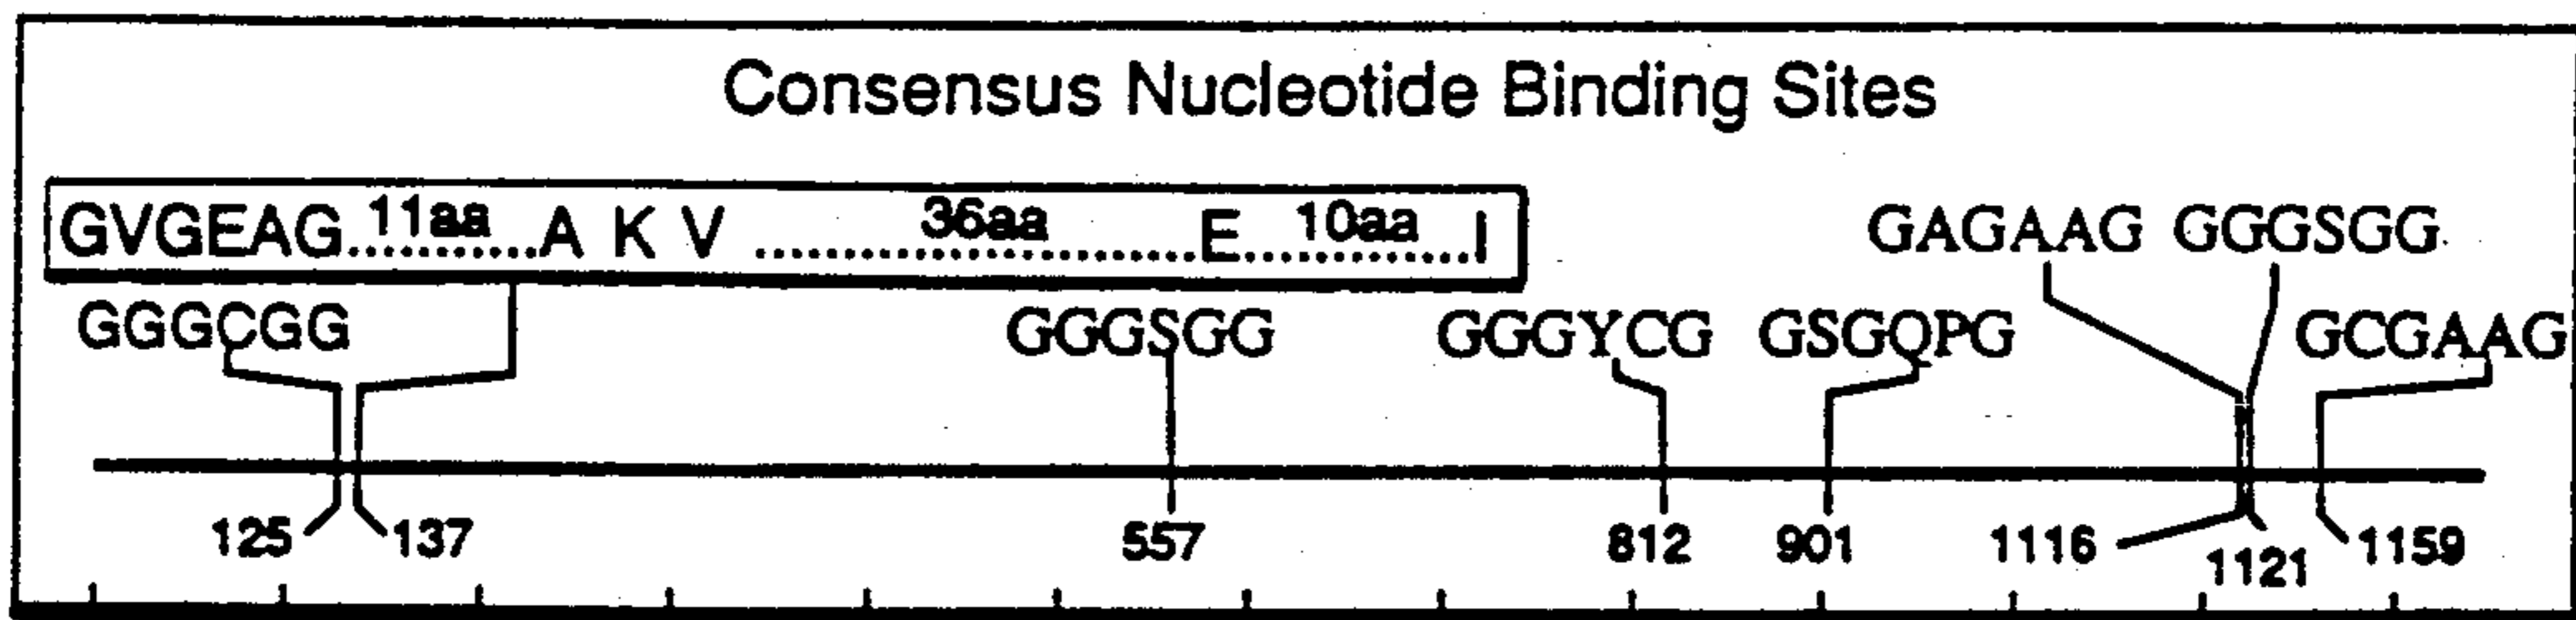 Consensus Nucleotide Binding Sites
GVGEAG...11aa...A K V ...36aa...E...10aa...I
GAGAAG GGGSGG
GGGCGG GGGSGG GGGYCG GSGQPG GCGAAG
125 137 557 812 901 1116 1121 1159